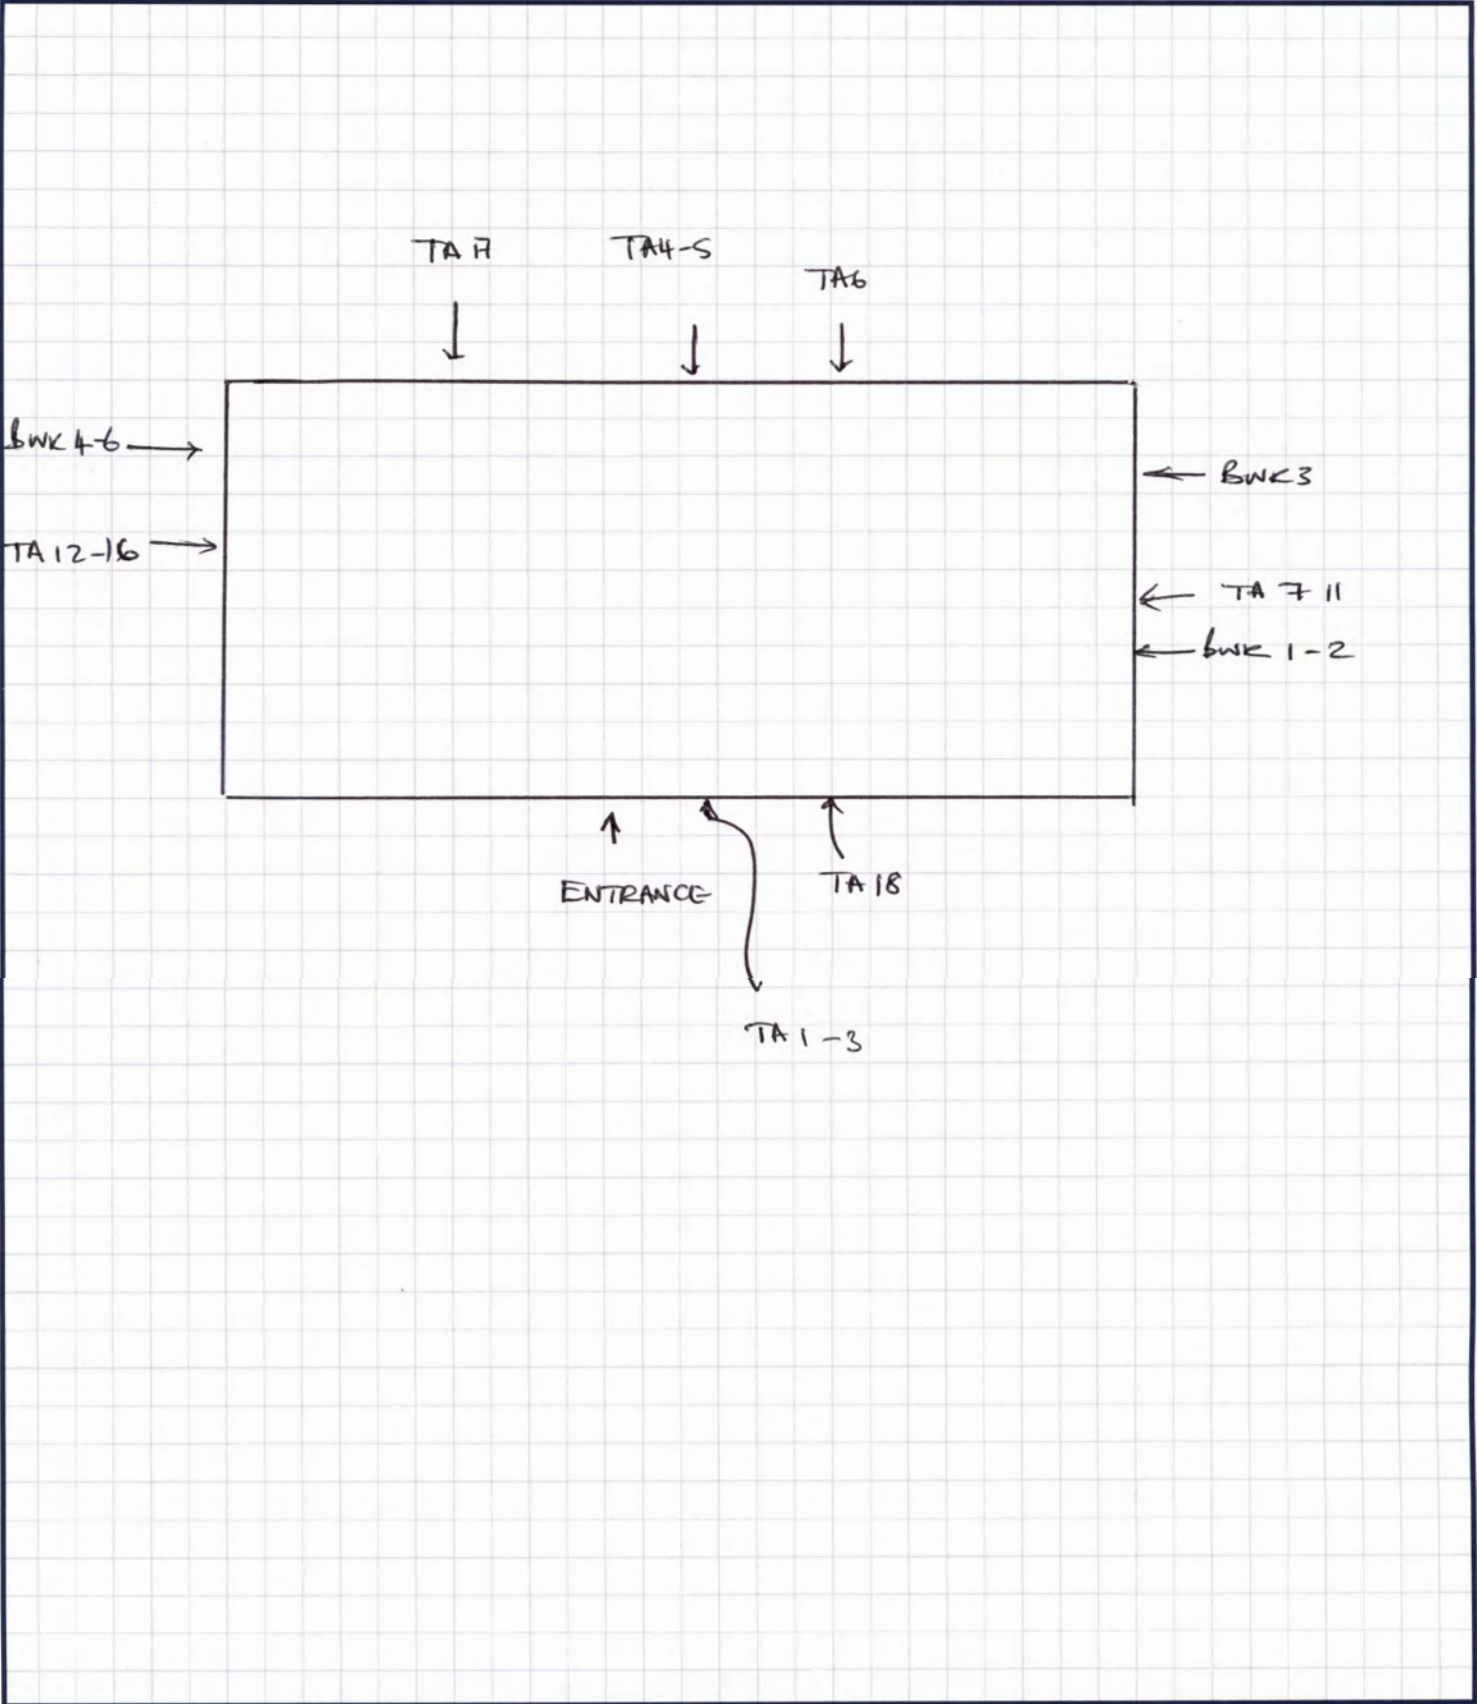 TA 17
TA4-5
TA6
BWK 4-6
BWK3
TA 12-16
TA 7 11
BWK 1-2
ENTRANCE
TA 18
TA 1-3